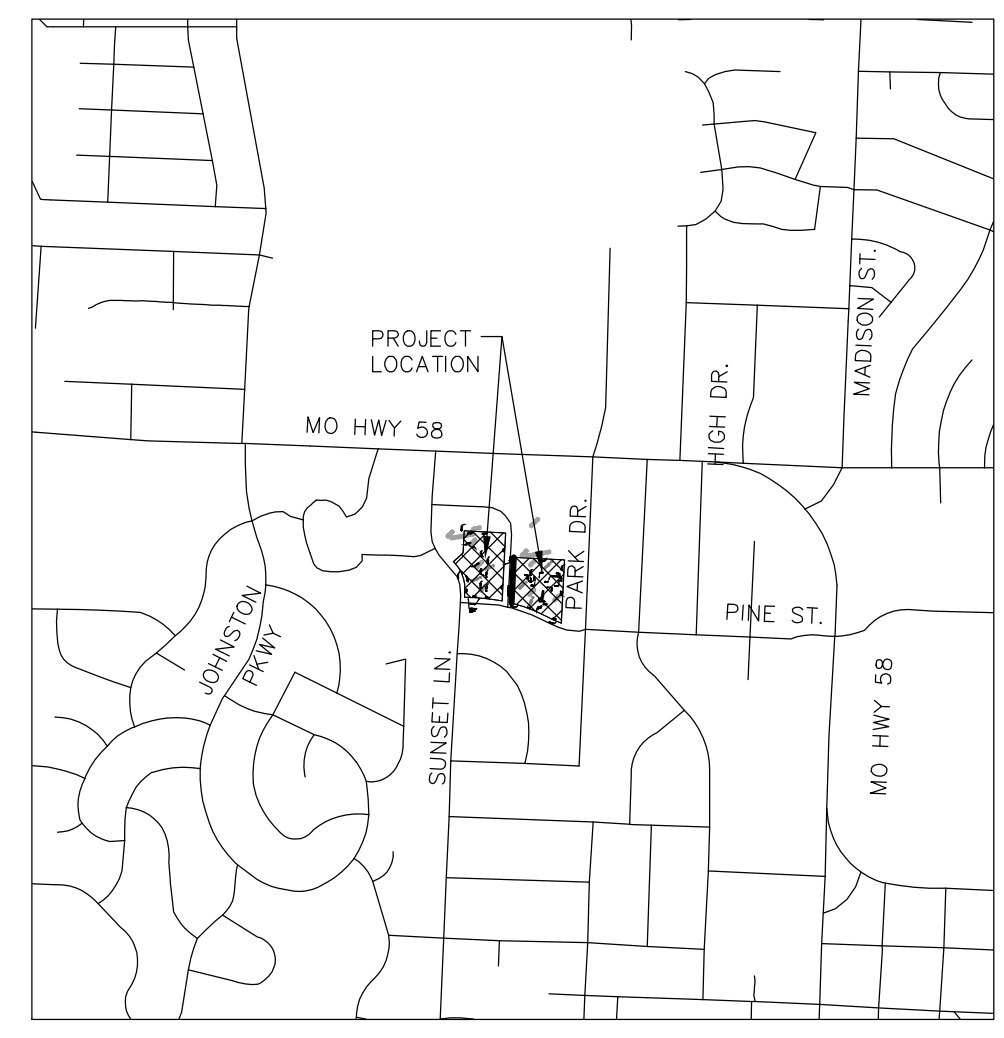 MADISON ST.
PROJECT
LOCATION
HIGH DR.
MO HWY 58
PARK DR.
PINE ST.
JOHNSTON
PKWY
SUNSET LN.
MO HWY 58